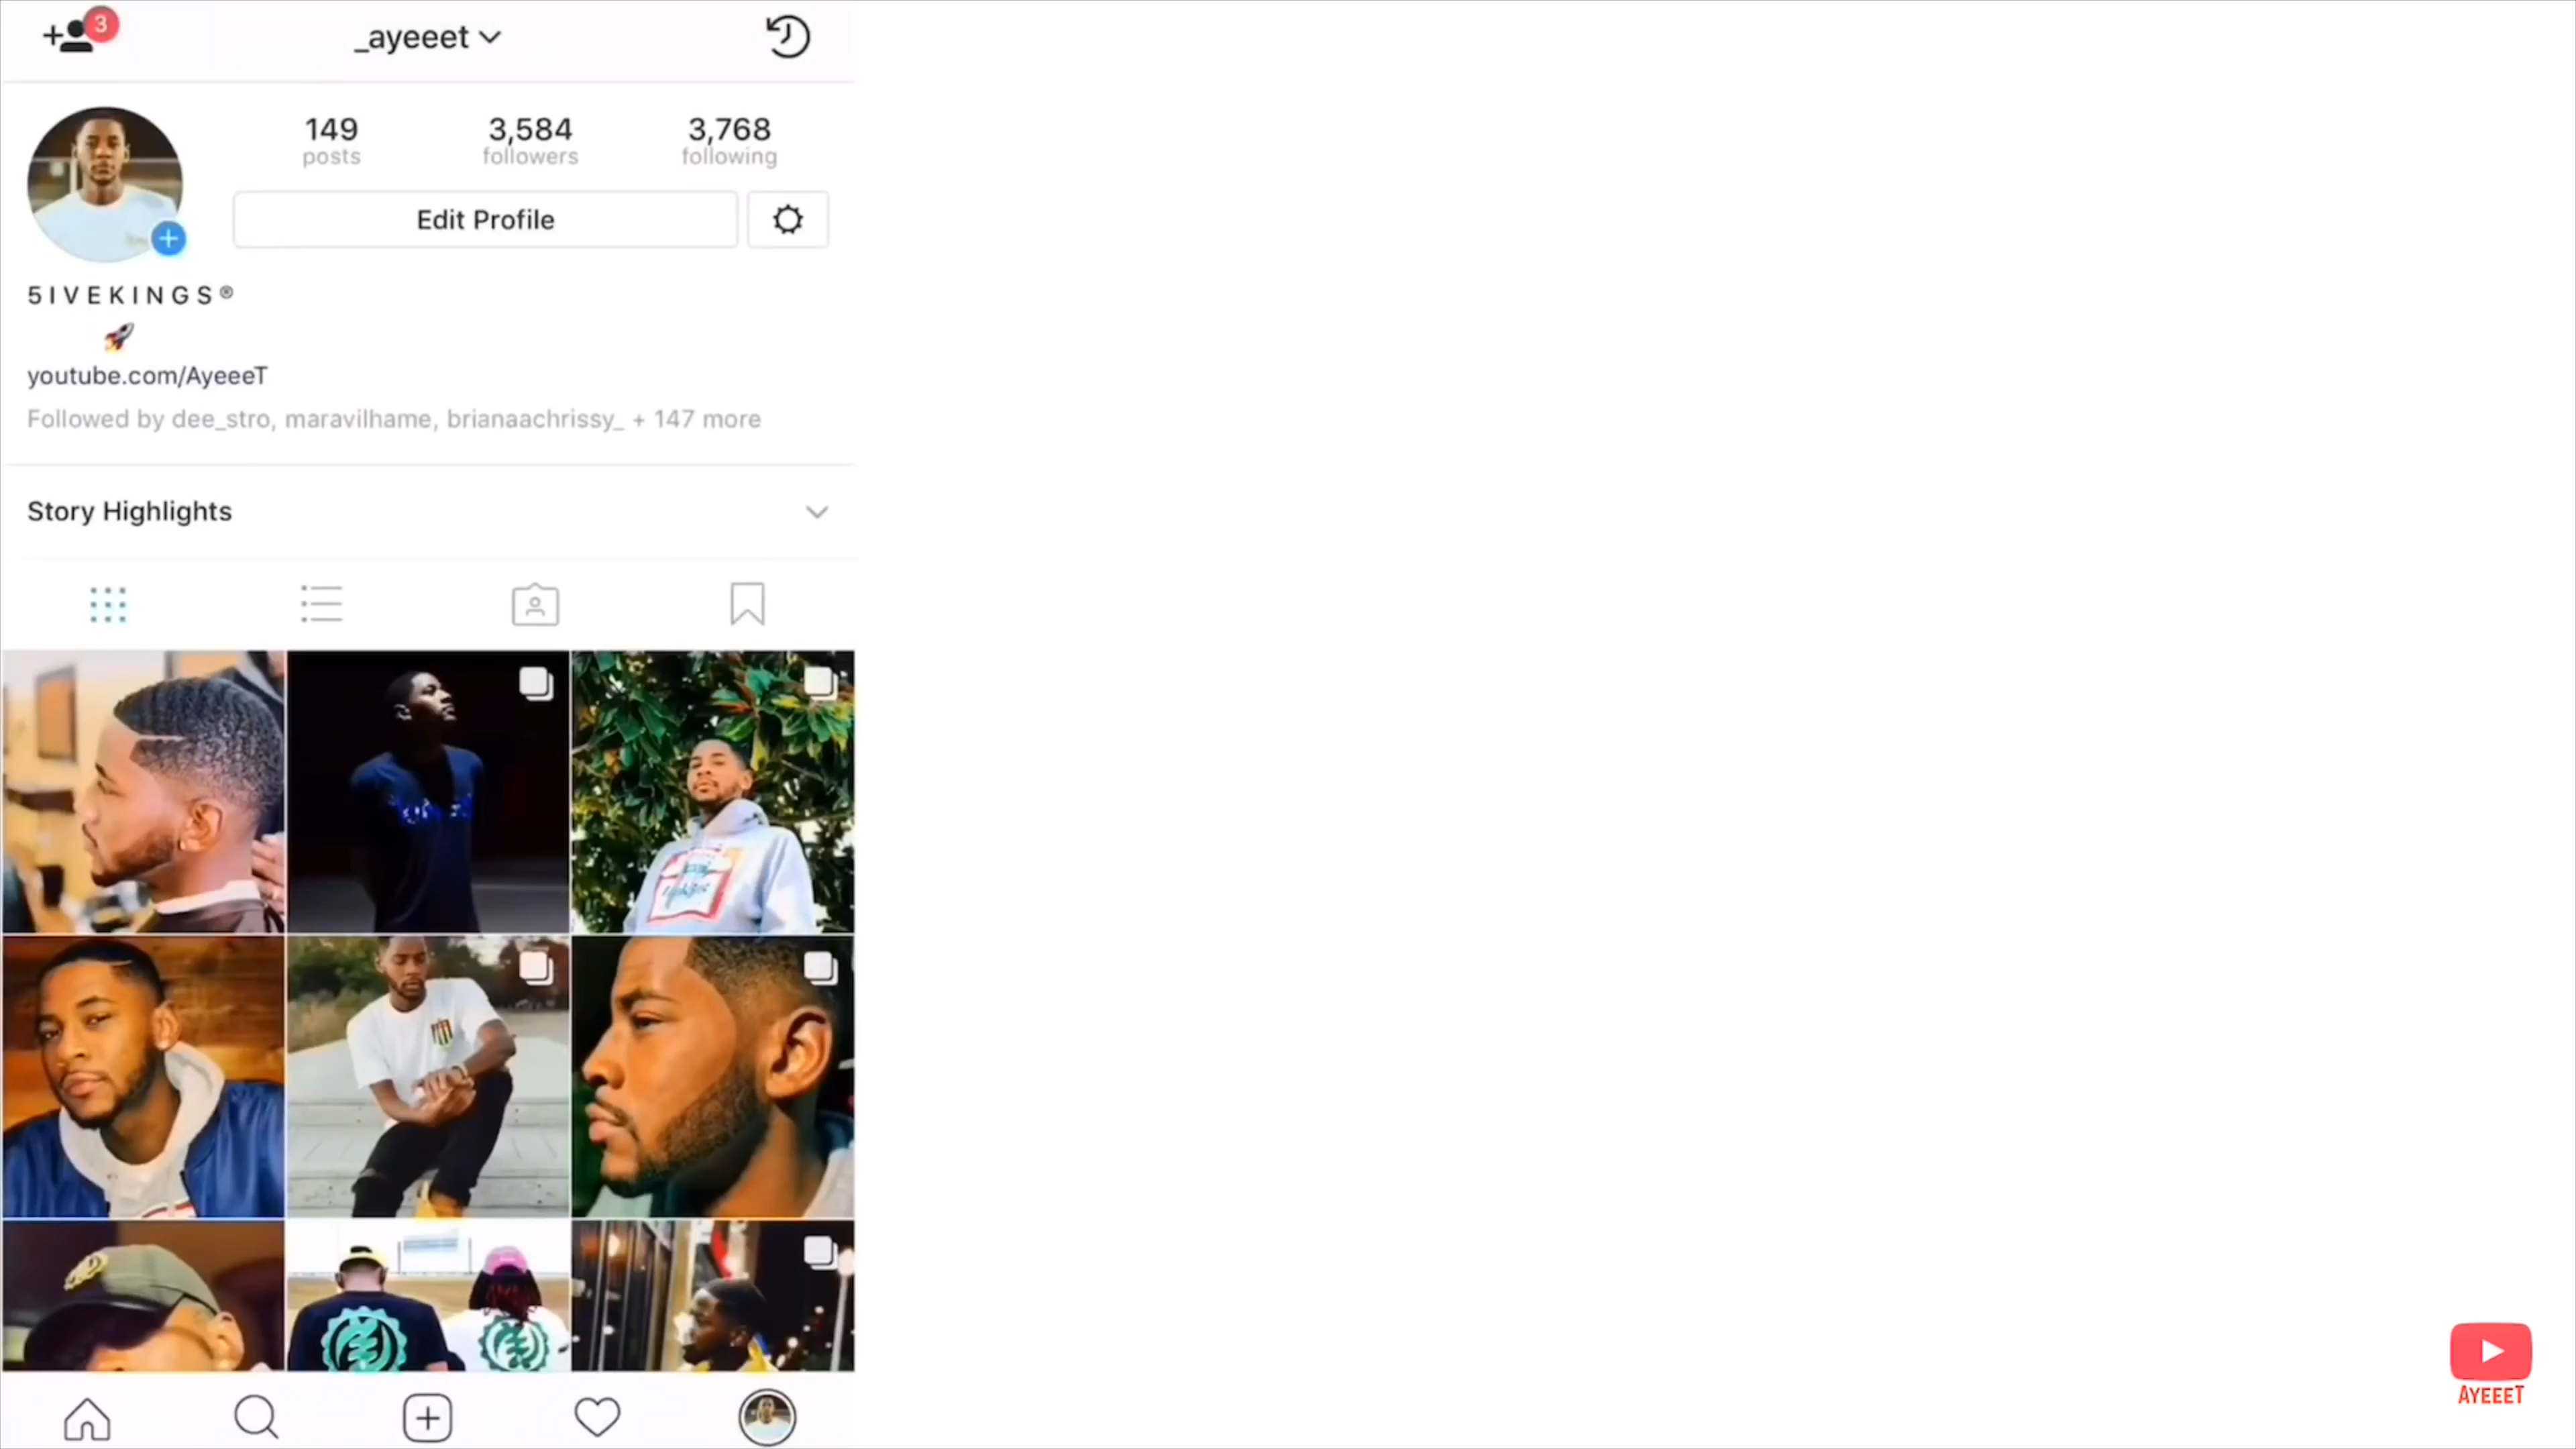 3
_ayeeet
149
posts
3,584
followers
3,768
following
Edit Profile
5IVEKINGS®
youtube.com/AyeeeT
Followed by dee_stro, maravilhame, brianaachrissy_ + 147 more
Story Highlights
AYEEET